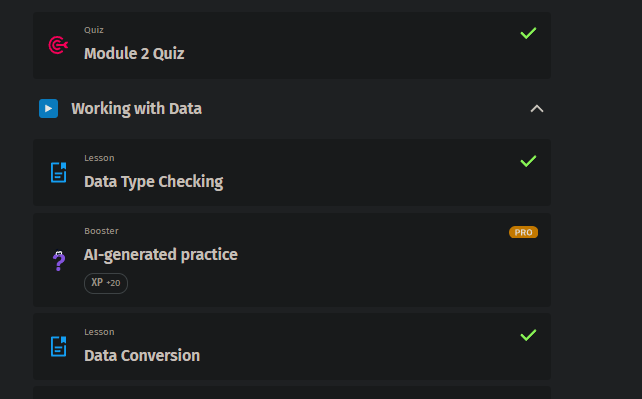 Quiz
Module 2 Quiz
Working with Data
Lesson
Data Type Checking
Booster
PRO
AI-generated practice
XP +20
Lesson
Data Conversion